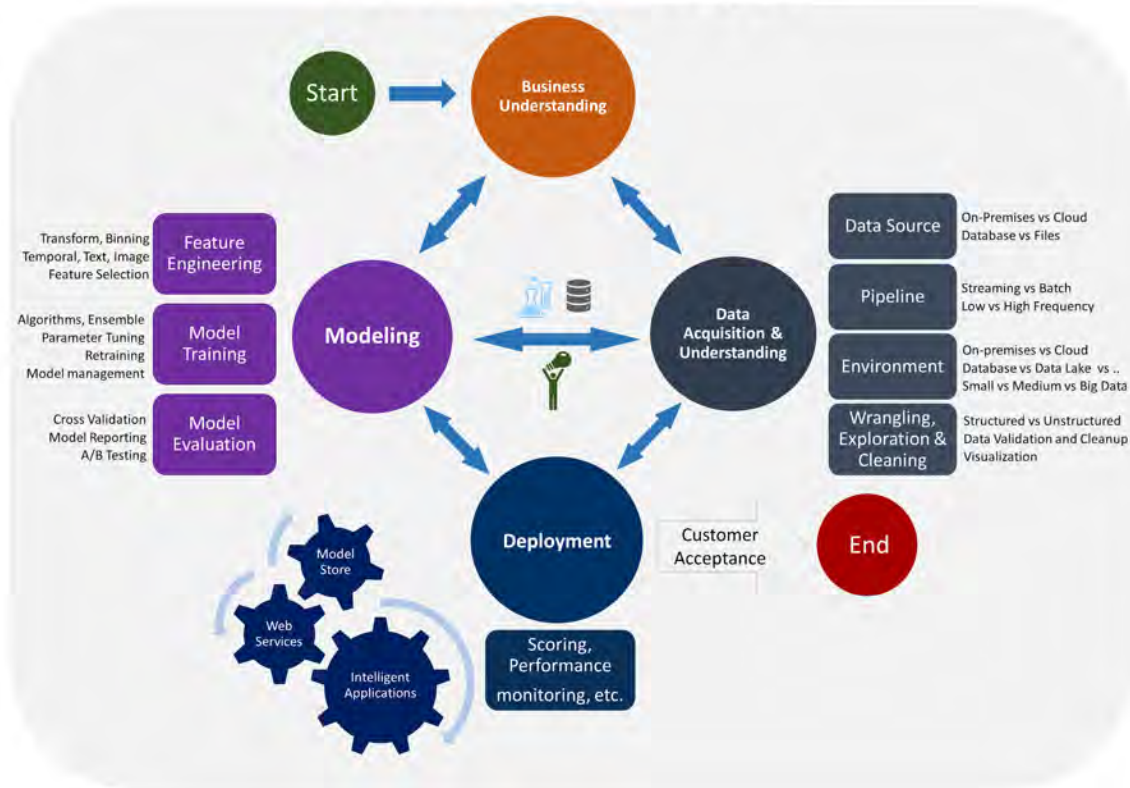 Start
Business
Understanding
Transform, Binning
Temporal, Text, Image
Feature Selection
Feature
Engineering
Algorithms, Ensemble
Parameter Tuning
Retraining
Model management
Model
Training
Cross Validation
Model Reporting
A/B Testing
Model
Evaluation
Modeling
Data
Acquisition &
Understanding
Data Source
On-Premises vs Cloud
Database vs Files
Pipeline
Streaming vs Batch
Low vs High Frequency
Environment
On-premises vs Cloud
Database vs Data Lake vs ..
Small vs Medium vs Big Data
Wrangling,
Exploration &
Cleaning
Structured vs Unstructured
Data Validation and Cleanup
Visualization
Deployment
Customer
Acceptance
End
Model
Store
Web
Services
Intelligent
Applications
Scoring,
Performance
monitoring, etc.